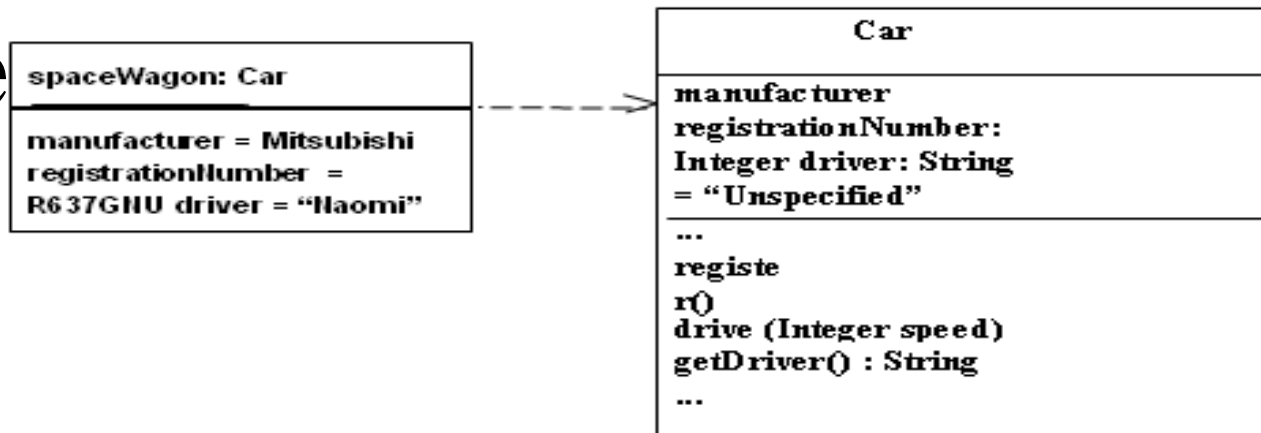 e
spaceWagon: Car
manufacturer = Mitsubishi
registrationNumber =
R637GNU driver = “Naomi”
Car
manufacturer
registrationNumber:
Integer driver: String
= “Unspecified”
...
registe
r()
drive (Integer speed)
getDriver() : String
...